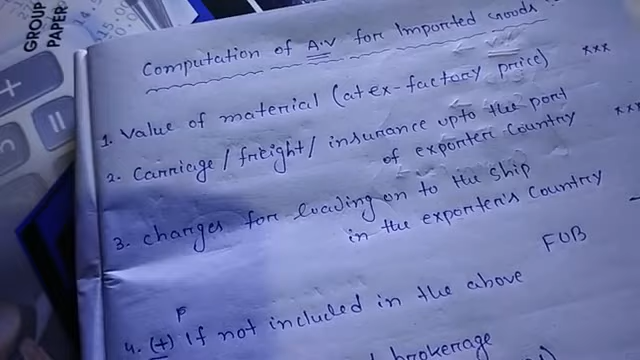 GROUP
PAPER
Computation of A.V for Imported Goods
1. Value of material (at ex-factory price) xxx
2. Carriage / freight / insurance upto the port xxx
of exporter Country
3. charges for loading on to the ship
in the exporter's Country
FOB
4. (+) If not included in the above
brokerage